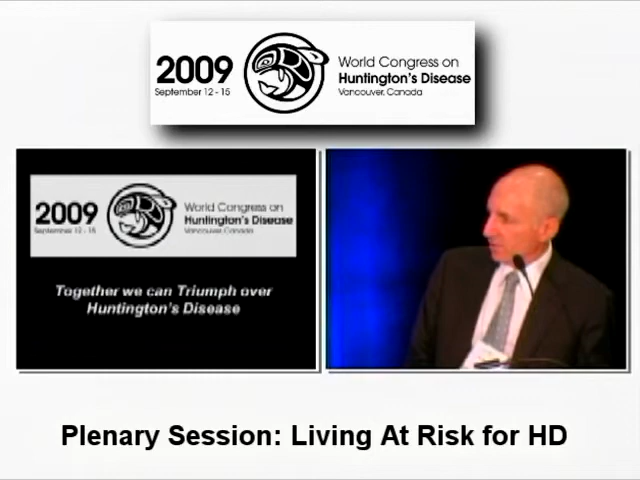 2009
September 12 - 15
World Congress on
Huntington's Disease
Vancouver, Canada
2009
September 12 - 15
World Congress on
Huntington's Disease
Vancouver, Canada
Together we can Triumph over
Huntington's Disease
Plenary Session: Living At Risk for HD